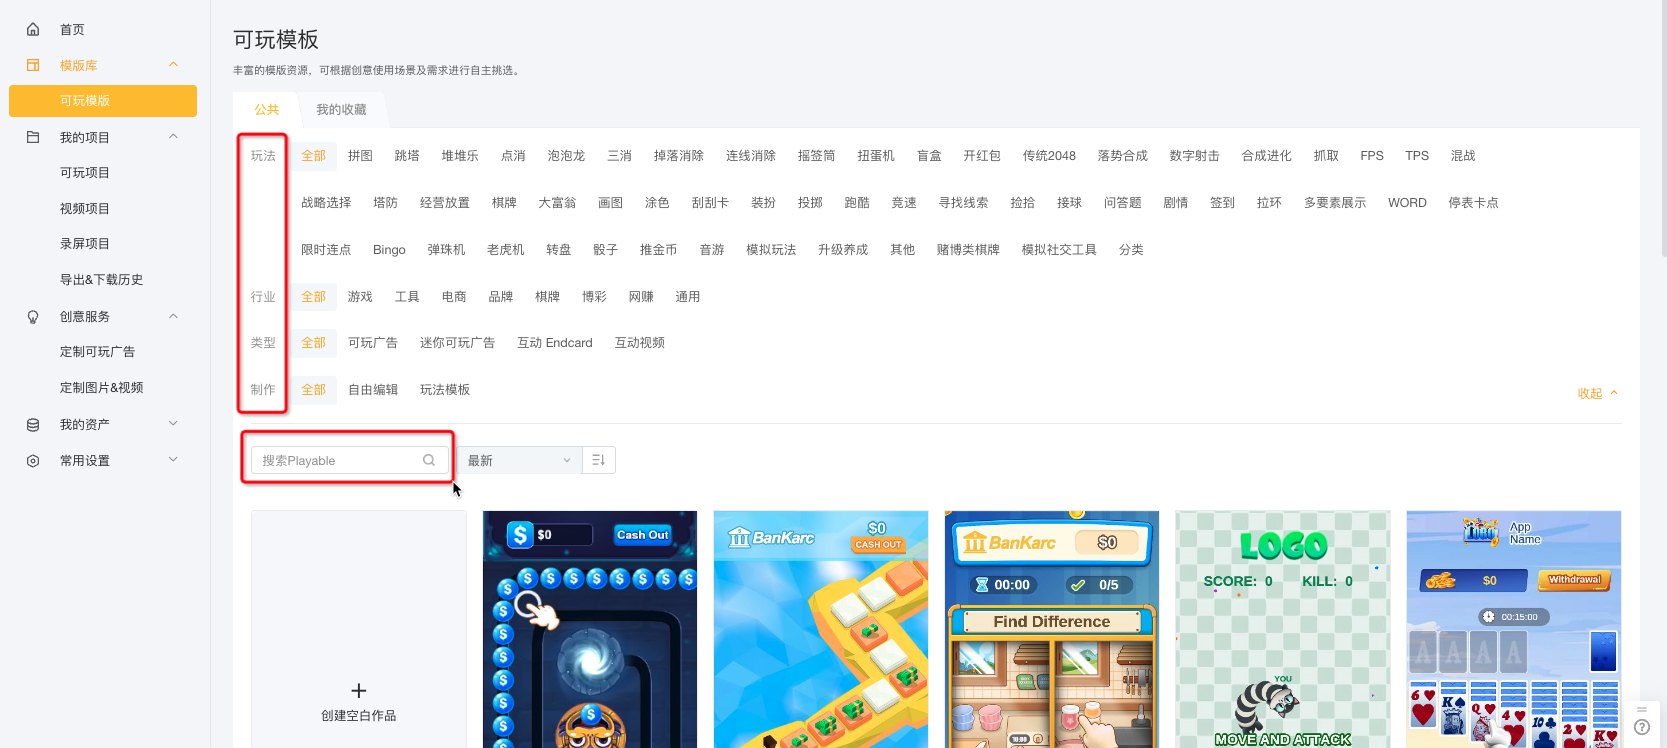 首页
模版库
可玩模版
我的项目
可玩项目
视频项目
录屏项目
导出&下载历史
创意服务
定制可玩广告
定制图片&视频
我的资产
常用设置
可玩模板
丰富的模版资源，可根据创意使用场景及需求进行自主挑选。
公共 我的收藏
玩法 全部 拼图 跳塔 堆堆乐 点消 泡泡龙 三消 掉落消除 连线消除 摇签筒 扭蛋机 盲盒 开红包 传统2048 落势合成 数字射击 合成进化 抓取 FPS TPS 混战
战略选择 塔防 经营放置 棋牌 大富翁 画图 涂色 刮刮卡 装扮 投掷 跑酷 竞速 寻找线索 捡拾 接球 问答题 剧情 签到 拉环 多要素展示 WORD 停表卡点
限时连点 Bingo 弹珠机 老虎机 转盘 骰子 推金币 音游 模拟玩法 升级养成 其他 赌博类棋牌 模拟社交工具 分类
行业 全部 游戏 工具 电商 品牌 棋牌 博彩 网赚 通用
类型 全部 可玩广告 迷你可玩广告 互动 Endcard 互动视频
制作 全部 自由编辑 玩法模板
收起
搜索Playable 最新
创建空白作品
$ $0 Cash Out
$ $ $ $ $ $ $ $
$
$
$
$
$
$
$
BanKarc $0
CASH OUT
BanKarc $0
00:00 0/5
Find Difference
LOGO
SCORE: 0 KILL: 0
YOU
MOVE AND ATTACK
LOGO App
Name
$0 Withdrawal
00:15:00
A A A A
6 K Q 4 10 2 K